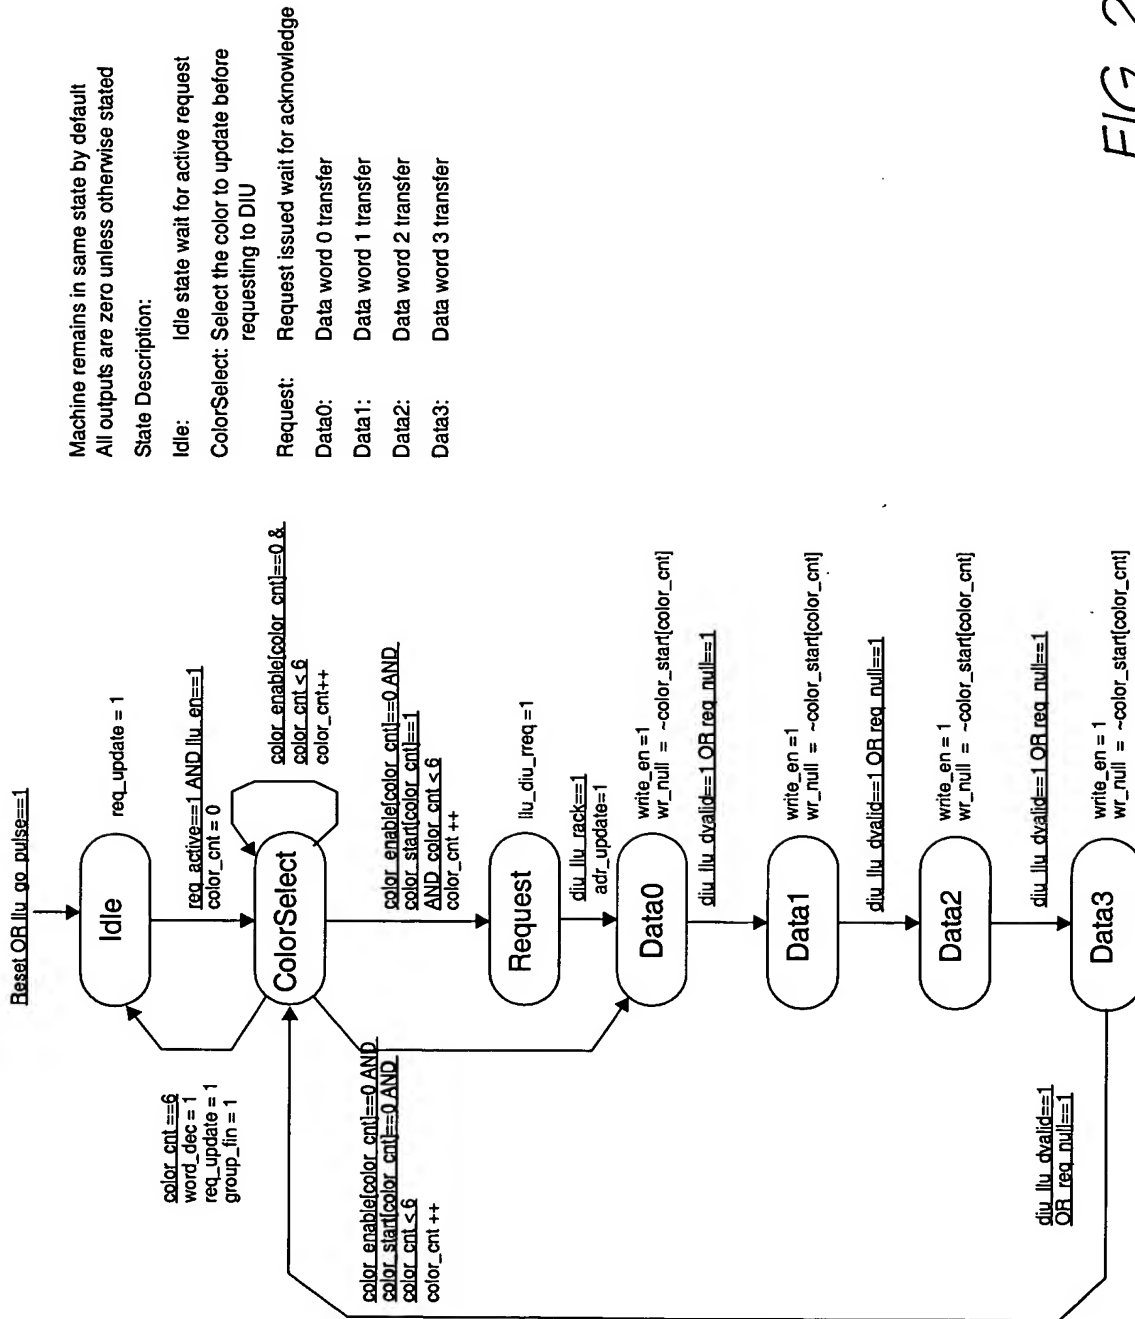 Reset OR llu_go_pulse==1
Idle
req_update = 1
req_active==1 AND llu_en==1
color_cnt = 0
color_cnt ==6
word_dec = 1
req_update = 1
group_fin = 1
ColorSelect
color_enable[color_cnt]==0 &
color_cnt < 6
color_cnt++
color_enable[color_cnt]==0 AND
color_start[color_cnt]==1
AND color_cnt < 6
color_cnt ++
color_enable[color_cnt]==0 AND
color_start[color_cnt]==0 AND
color_cnt < 6
color_cnt ++
Request
llu_diu_rreq =1
diu_llu_rack==1
adr_update=1
Data0
write_en =1
wr_null = ~color_start[color_cnt]
diu_llu_dvalid==1 OR req_null==1
Data1
write_en =1
wr_null = ~color_start[color_cnt]
diu_llu_dvalid==1 OR req_null==1
Data2
write_en = 1
wr_null = ~color_start[color_cnt]
diu_llu_dvalid==1 OR req_null==1
Data3
write_en = 1
wr_null = ~color_start[color_cnt]
diu_llu_dvalid==1
OR req_null==1
Machine remains in same state by default
All outputs are zero unless otherwise stated
State Description:
Idle: Idle state wait for active request
ColorSelect: Select the color to update before
requesting to DIU
Request: Request issued wait for acknowledge
Data0: Data word 0 transfer
Data1: Data word 1 transfer
Data2: Data word 2 transfer
Data3: Data word 3 transfer
FIG. 2